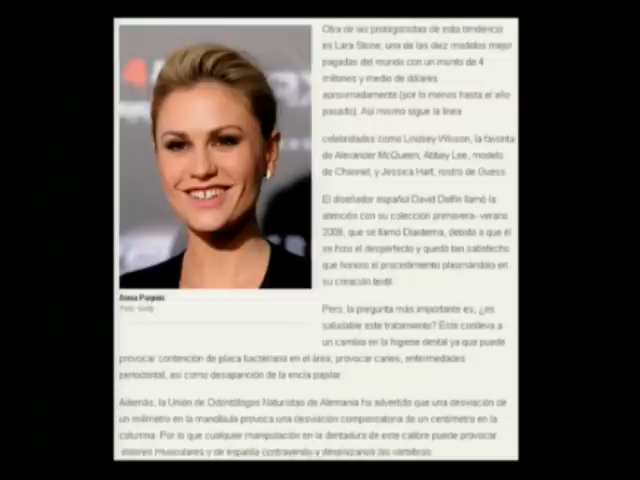 Otra de las protagonistas de esta tendencia
es Lara Stone, una de las diez modelos mejor
pagadas del mundo con un monto de 4
millones y medio de dólares
aproximadamente (por lo menos hasta el año
pasado). Así mismo sigue la línea
celebridades como Lindsey Wixson, la favorita
de Alexander McQueen, Abbey Lee, modelo
de Channel, y Jessica Hart, rostro de Guess.
El diseñador español David Delfín llamó la
atención con su colección primavera- verano
2008, que se llamó Diastema, debido a que él
se hizo el desperfecto y quedó tan satisfecho
que honoro el procedimiento plasmándolo en
su creación textil.
Anna Paquin
Foto: Getty
Pero, la pregunta más importante es, ¿es
saludable este tratamiento? Este conlleva a
un cambio en la higiene dental ya que puede
provocar contención de placa bacteriana en el área, provocar caries, enfermedades
periodontal, así como desaparición de la encía papilar.
Además, la Unión de Odontólogos Naturistas de Alemania ha advertido que una desviación de
un milímetro en la mandíbula provoca una desviación compensatoria de un centímetro en la
columna. Por lo que cualquier manipulación en la dentadura de este calibre puede provocar
dolores musculares y de espalda contrayendo y desplazando las vértebras.